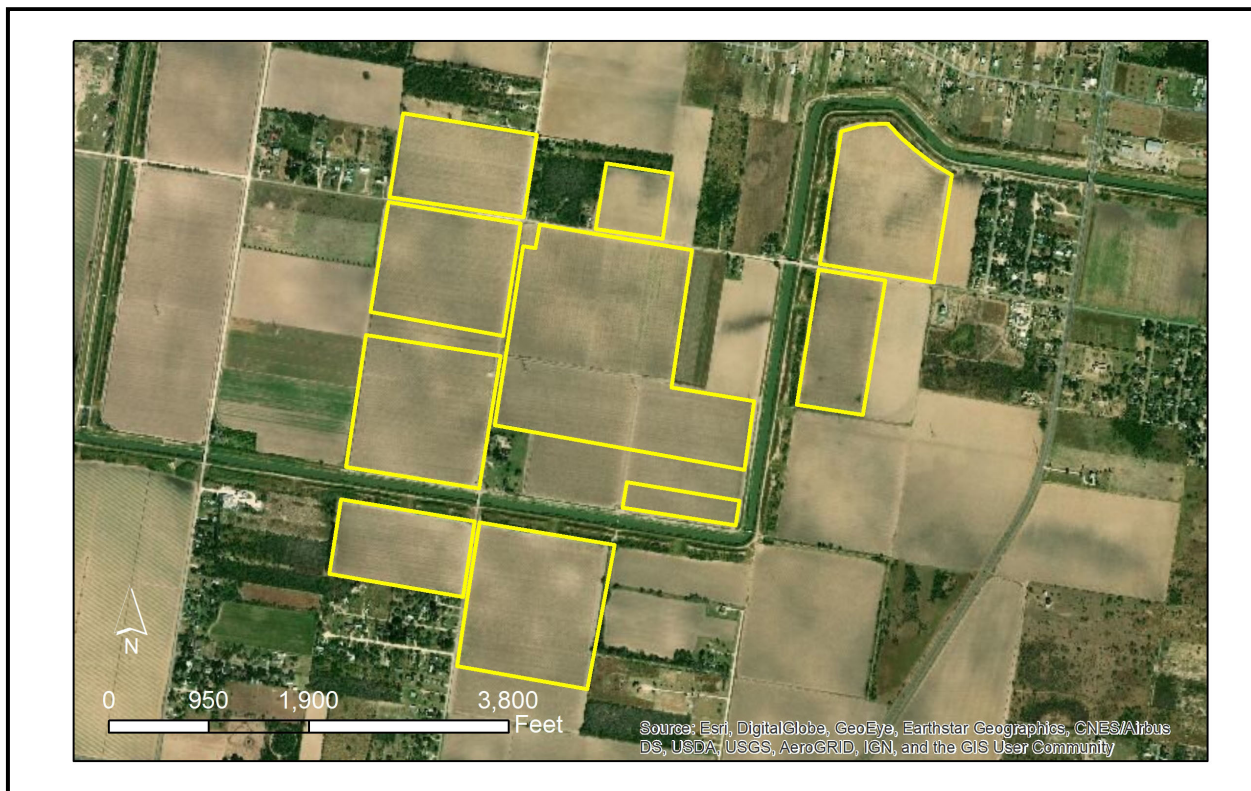 N
0 950 1,900 3,800
Feet
Source: Esri, DigitalGlobe, GeoEye, Earthstar Geographics, CNES/Airbus
DS, USDA, USGS, AeroGRID, IGN, and the GIS User Community